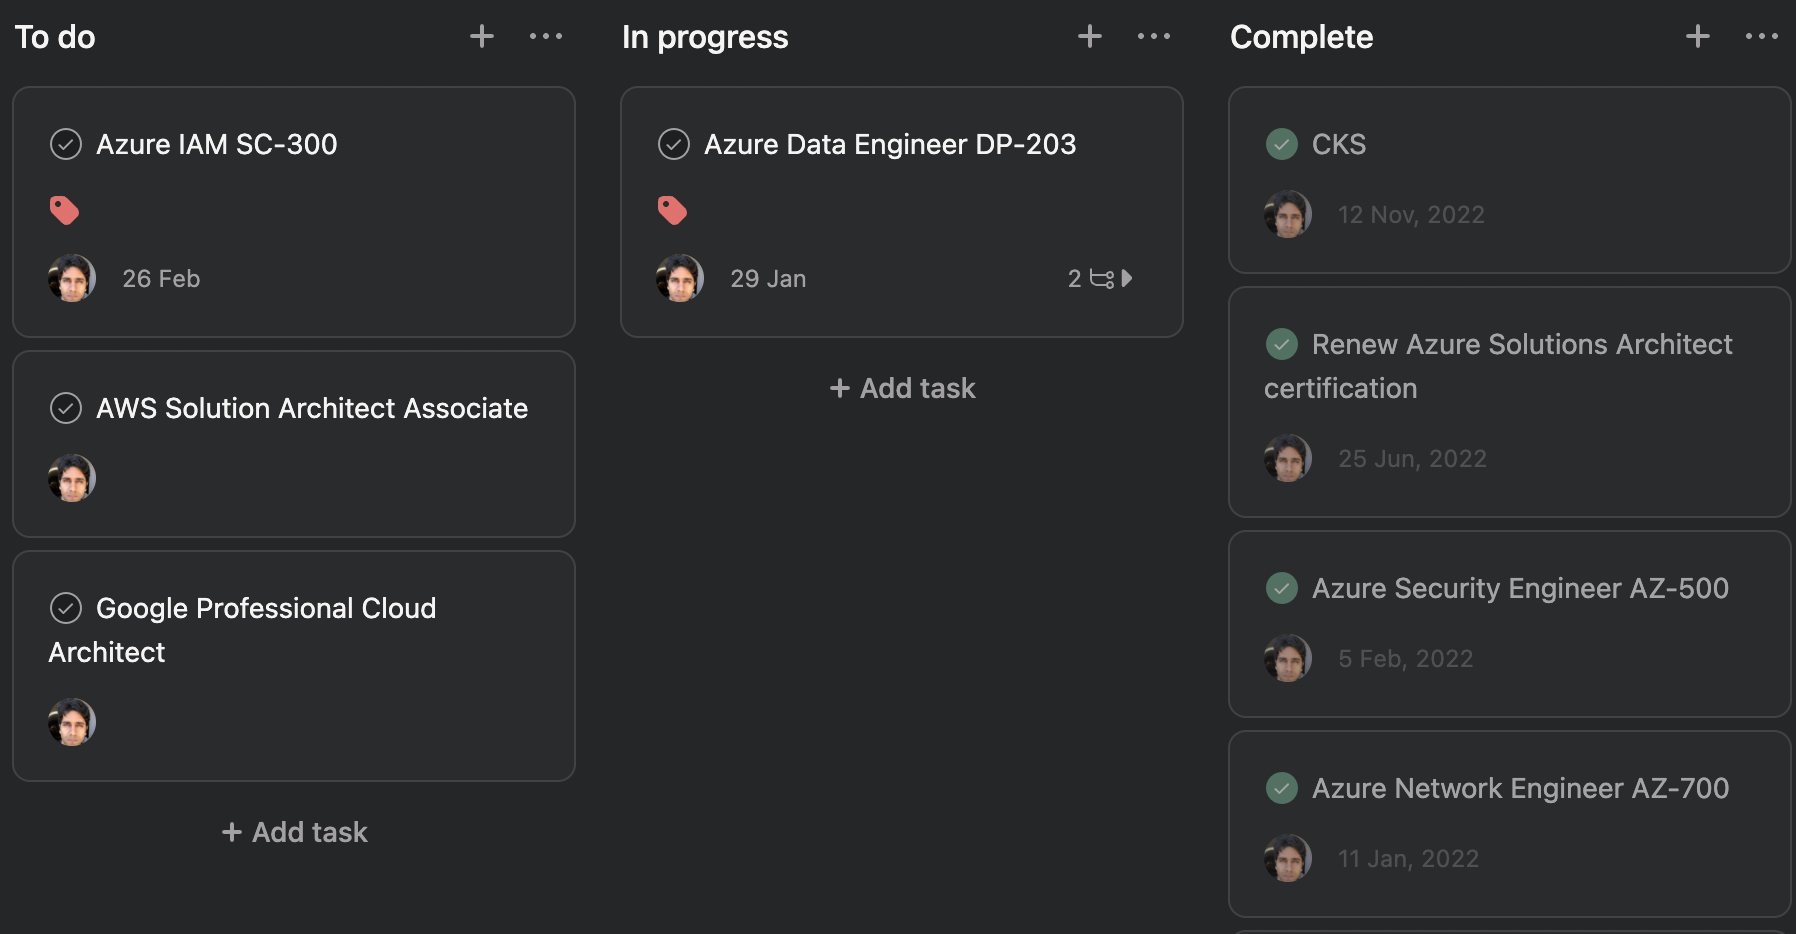 To do
Azure IAM SC-300
26 Feb
AWS Solution Architect Associate
Google Professional Cloud
Architect
+ Add task
In progress
Azure Data Engineer DP-203
29 Jan
2
+ Add task
Complete
CKS
12 Nov, 2022
Renew Azure Solutions Architect
certification
25 Jun, 2022
Azure Security Engineer AZ-500
5 Feb, 2022
Azure Network Engineer AZ-700
11 Jan, 2022